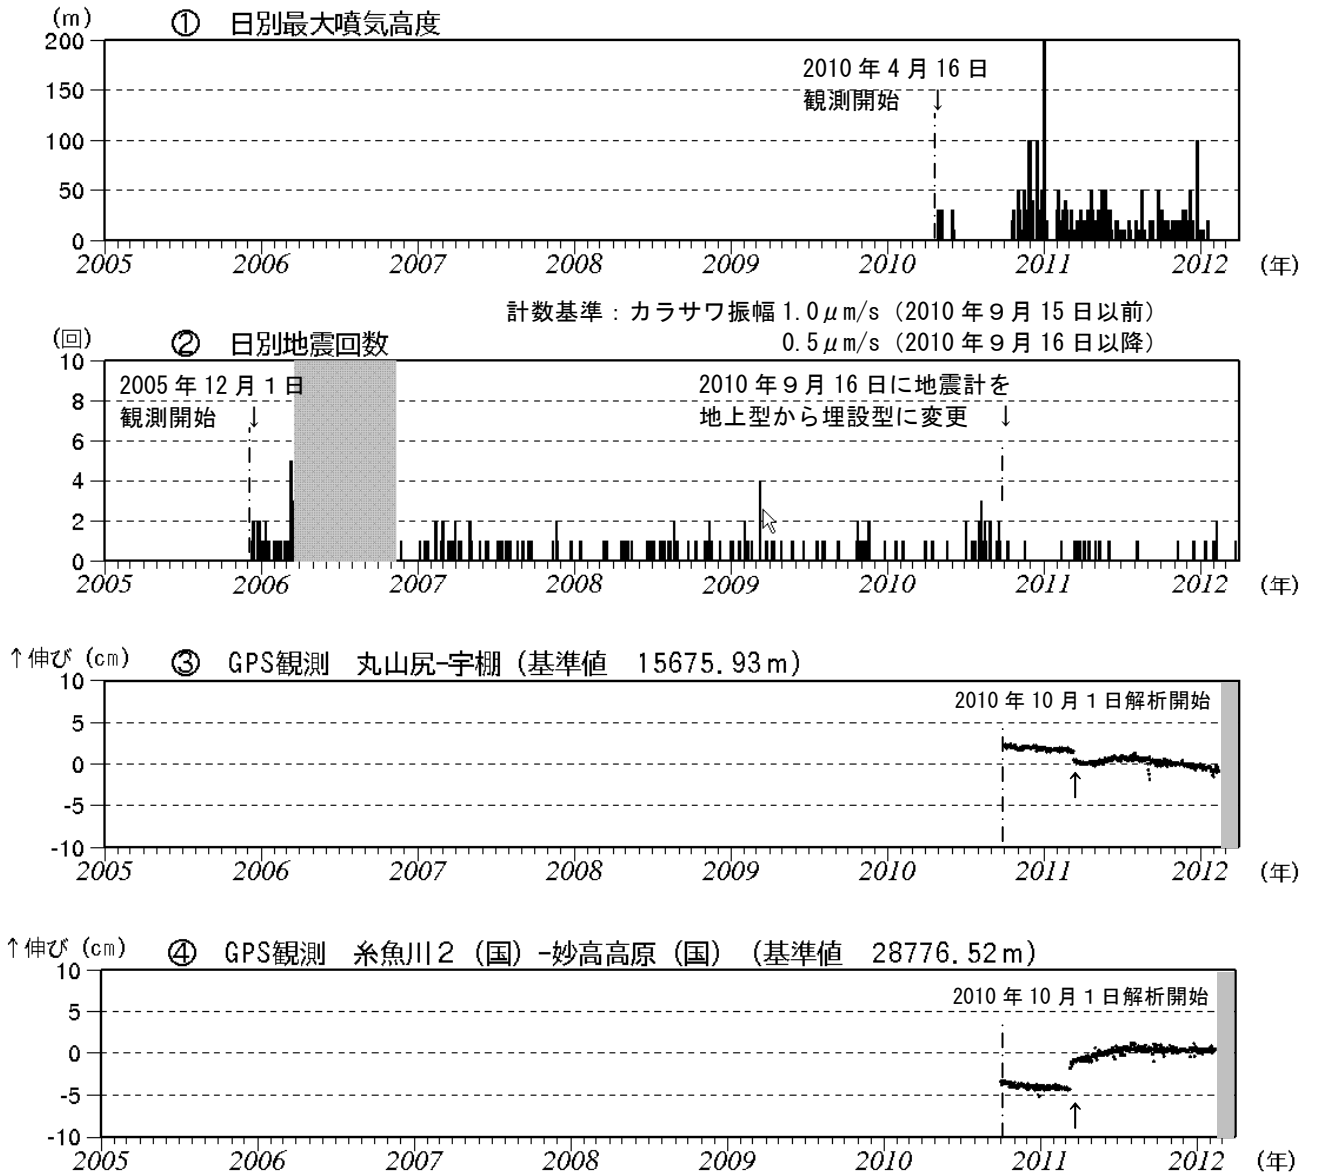 (m) ① 日別最大噴気高度
200
2010年4月16日
150
観測開始 ↓
100
50
0
2005 2006 2007 2008 2009 2010 2011 2012 (年)
計数基準：カラサワ振幅1.0μm/s（2010年9月15日以前）
0.5μm/s（2010年9月16日以降）
(回) ② 日別地震回数
10
2005年12月1日 2010年9月16日に地震計を
8
観測開始 ↓ 地上型から埋設型に変更 ↓
6
4
2
0
2005 2006 2007 2008 2009 2010 2011 2012 (年)
↑伸び(cm) ③ GPS観測 丸山尻-宇棚(基準値 15675.93m)
10
2010年10月1日解析開始
5
0
↑
-5
-10
2005 2006 2007 2008 2009 2010 2011 2012 (年)
↑伸び(cm) ④ GPS観測 糸魚川2（国）-妙高高原（国）（基準値 28776.52m)
10
2010年10月1日解析開始
5
0
-5
↑
-10
2005 2006 2007 2008 2009 2010 2011 2012 (年)